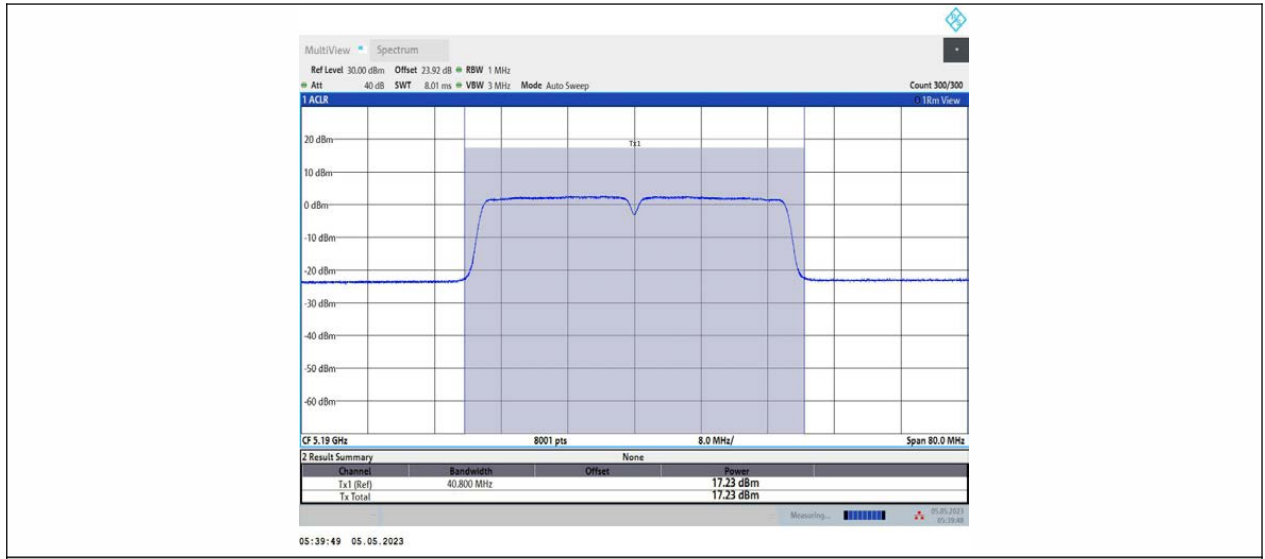 MultiView Spectrum
Ref Level 30.00 dBm Offset 23.92 dB RBW 1 MHz
Att 40 dB SWT 8.01 ms VBW 3 MHz Mode Auto Sweep Count 300/300
1 ACLR 1Rm View
Tx1
20 dBm
10 dBm
0 dBm
-10 dBm
-20 dBm
-30 dBm
-40 dBm
-50 dBm
-60 dBm
CF 5.19 GHz 8001 pts 8.0 MHz/ Span 80.0 MHz
2 Result Summary None
Channel Bandwidth Offset Power
Tx1 (Ref) 40.800 MHz 17.23 dBm
Tx Total 17.23 dBm
Measuring... 05.05.2023
05:39:48
05:39:49 05.05.2023